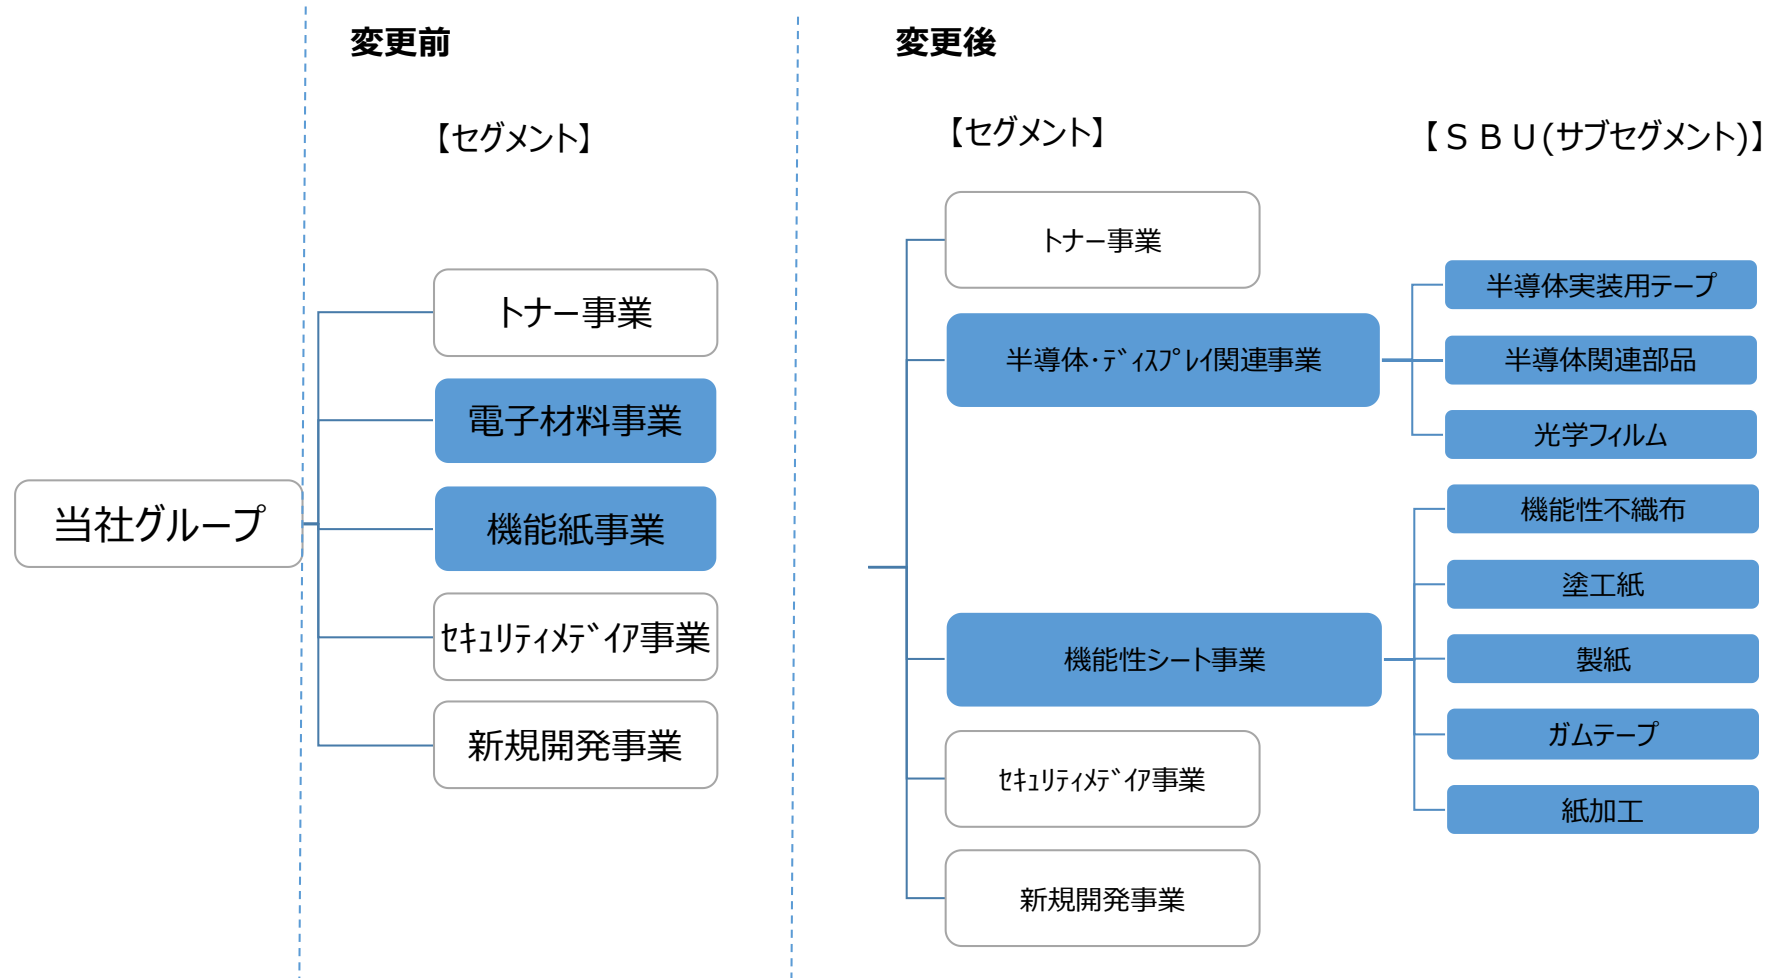 変更前
変更後
【セグメント】
【セグメント】
【ＳＢＵ(サブセグメント)】
当社グループ
トナー事業
電子材料事業
機能紙事業
ｾｷｭﾘﾃｨﾒﾃﾞｲｱ事業
新規開発事業
トナー事業
半導体・ﾃﾞｨｽﾌﾟﾚｲ関連事業
機能性シート事業
ｾｷｭﾘﾃｨﾒﾃﾞｲｱ事業
新規開発事業
半導体実装用テープ
半導体関連部品
光学フィルム
機能性不織布
塗工紙
製紙
ガムテープ
紙加工